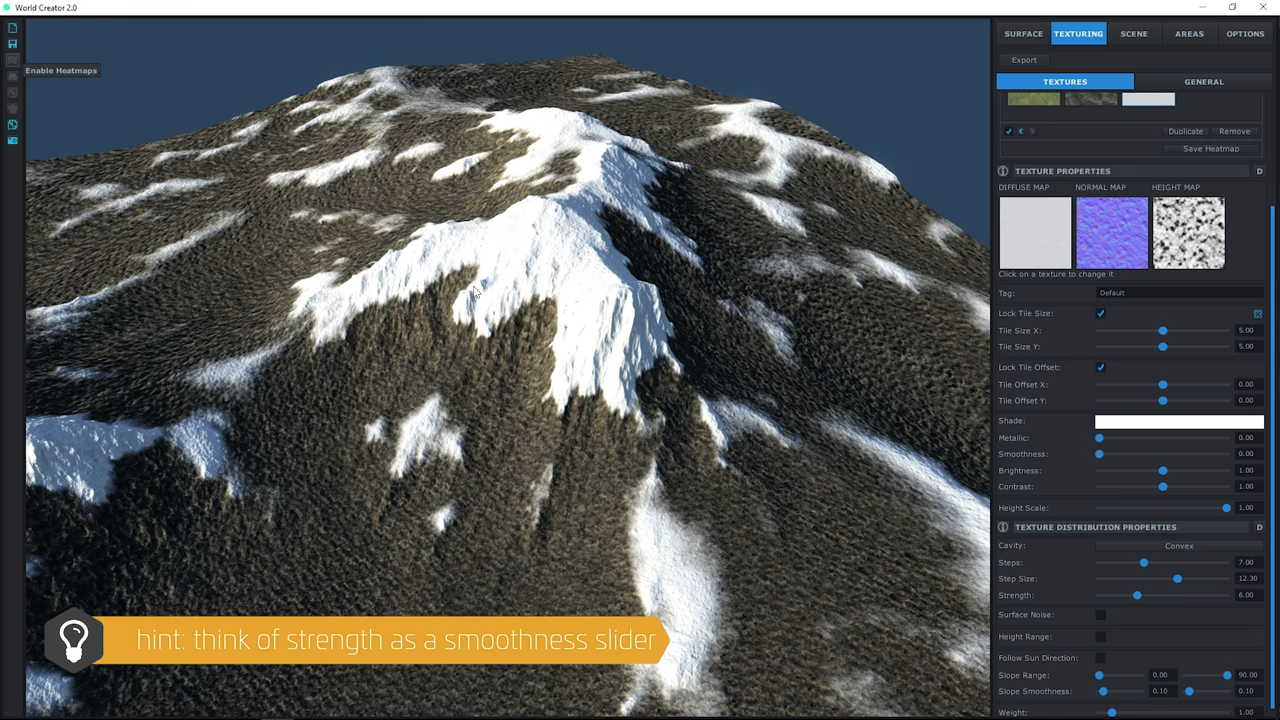 World Creator 2.0
SURFACE TEXTURING SCENE AREAS OPTIONS
Export
Enable Heatmaps
TEXTURES GENERAL
Duplicate Remove
Save Heatmap
TEXTURE PROPERTIES D
DIFFUSE MAP NORMAL MAP HEIGHT MAP
Click on a texture to change it
Tag: Default
Lock Tile Size:
Tile Size X: 5.00
Tile Size Y: 5.00
Lock Tile Offset:
Tile Offset X: 0.00
Tile Offset Y: 0.00
Shade:
Metallic: 0.00
Smoothness: 0.00
Brightness: 1.00
Contrast: 1.00
Height Scale: 1.00
TEXTURE DISTRIBUTION PROPERTIES D
Cavity: Convex
Steps: 7.00
Step Size: 12.30
Strength: 6.00
Surface Noise:
Height Range:
Follow Sun Direction:
Slope Range: 0.00 90.00
Slope Smoothness: 0.10 0.10
Weight: 1.00
hint: think of strength as a smoothness slider